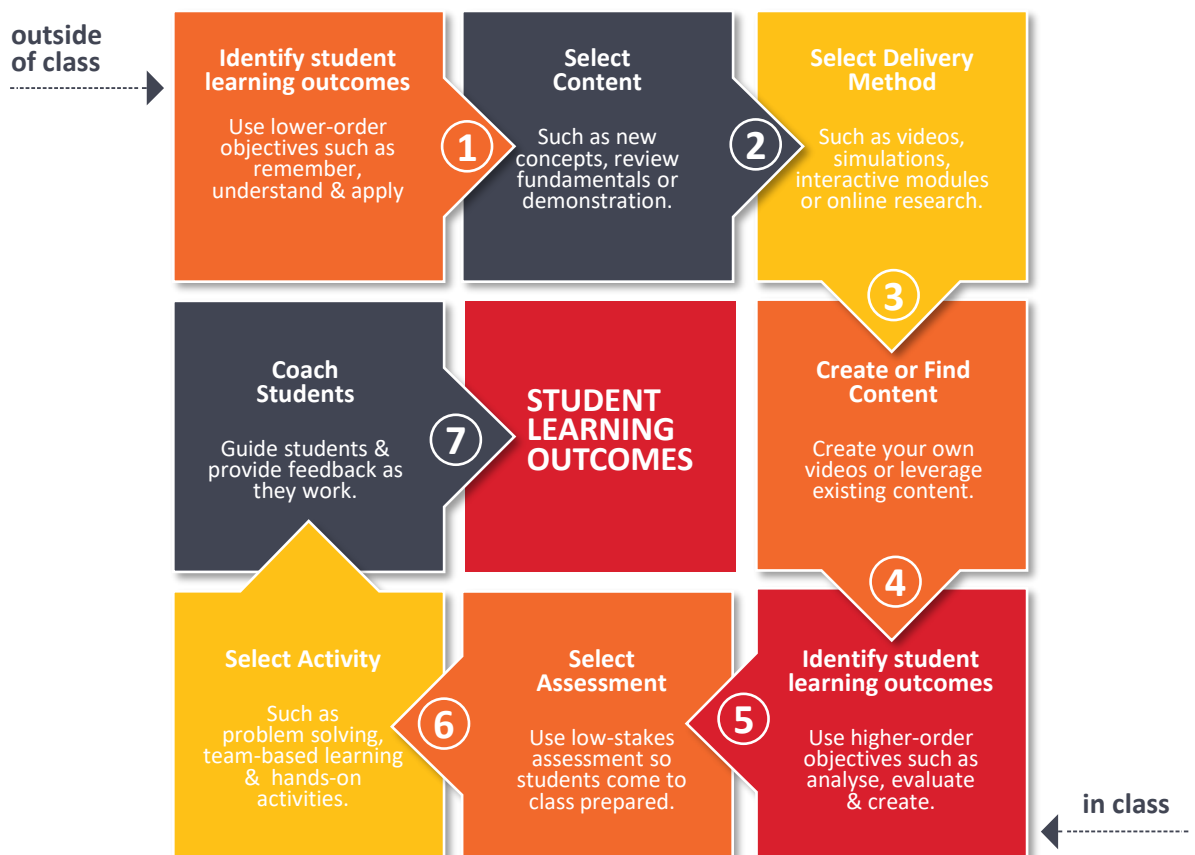 outside
of class
Identify student
learning outcomes
Use lower-order
objectives such as
remember,
understand & apply
1
Select
Content
Such as new
concepts, review
fundamentals or
demonstration.
2
Select Delivery
Method
Such as videos,
simulations,
interactive modules
or online research.
3
Create or Find
Content
Create your own
videos or leverage
existing content.
4
in class
Identify student
learning outcomes
Use higher-order
objectives such as
analyse, evaluate
& create.
5
Select
Assessment
Use low-stakes
assessment so
students come to
class prepared.
6
Select Activity
Such as
problem solving,
team-based learning
& hands-on
activities.
Coach
Students
Guide students &
provide feedback as
they work.
7
STUDENT
LEARNING
OUTCOMES